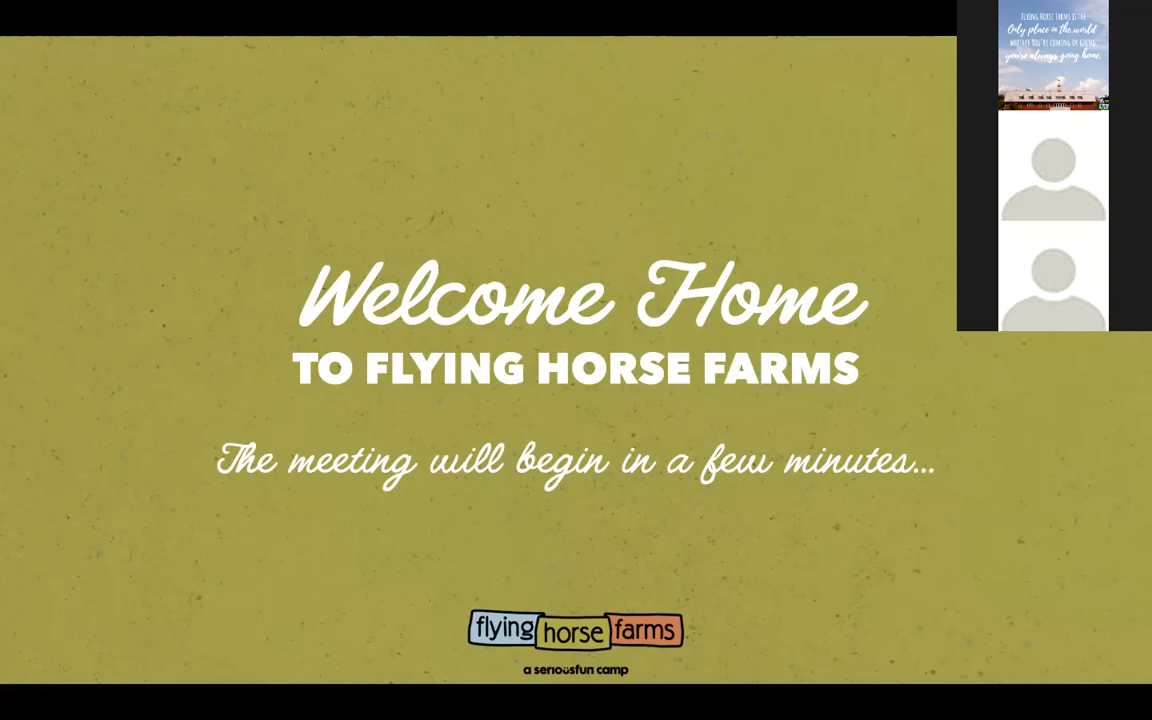 Welcome Home
TO FLYING HORSE FARMS
The meeting will begin in a few minutes...
flying horse farms
a seriousfun camp
FLYING HORSE FARMS IS THE
Only place in the world
WHETHER YOU'RE COMING OR GOING,
you're always going home.